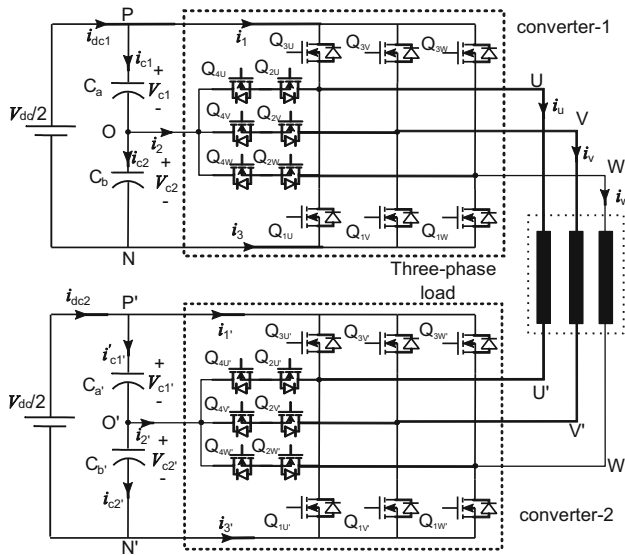 P
i_dc1
i_1
converter-1
Q_3U
Q_3V
Q_3W
i_c1
+
V_c1
-
C_a
Q_4U
Q_2U
U
i_u
V_dc/2
Q_4V
Q_2V
V
O
i_2
i_v
i_c2
+
V_c2
-
C_b
Q_4W
Q_2W
W
i_3
Q_1U
Q_1V
Q_1W
N
Three-phase
load
i_dc2
P'
i_1'
Q_3U'
Q_3V'
Q_3W'
i'_c1'
+
V_c1'
-
C_a'
Q_4U'
Q_2U'
U'
V_dc/2
Q_4V'
Q_2V'
V'
O'
i_2'
+
V_c2'
-
C_b'
Q_4W'
Q_2W'
W
i_c2'
i_3'
Q_1U'
Q_1V'
Q_1W'
converter-2
N'